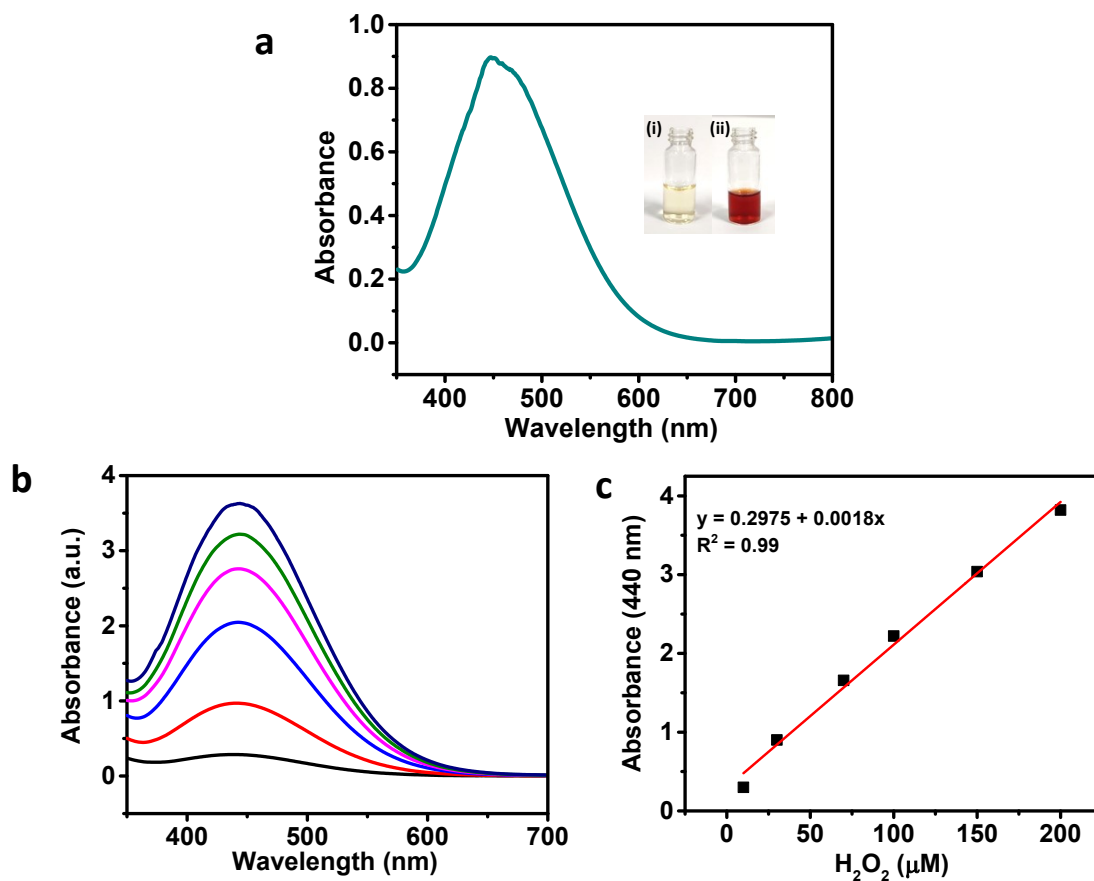 a
1.0
0.8
0.6
0.4
0.2
0.0
Absorbance
(i) (ii)
400 500 600 700 800
Wavelength (nm)
b
4
3
2
1
0
Absorbance (a.u.)
400 500 600 700
Wavelength (nm)
c
4
3
2
1
0
Absorbance (440 nm)
y = 0.2975 + 0.0018x
R² = 0.99
0 50 100 150 200
H₂O₂ (μM)